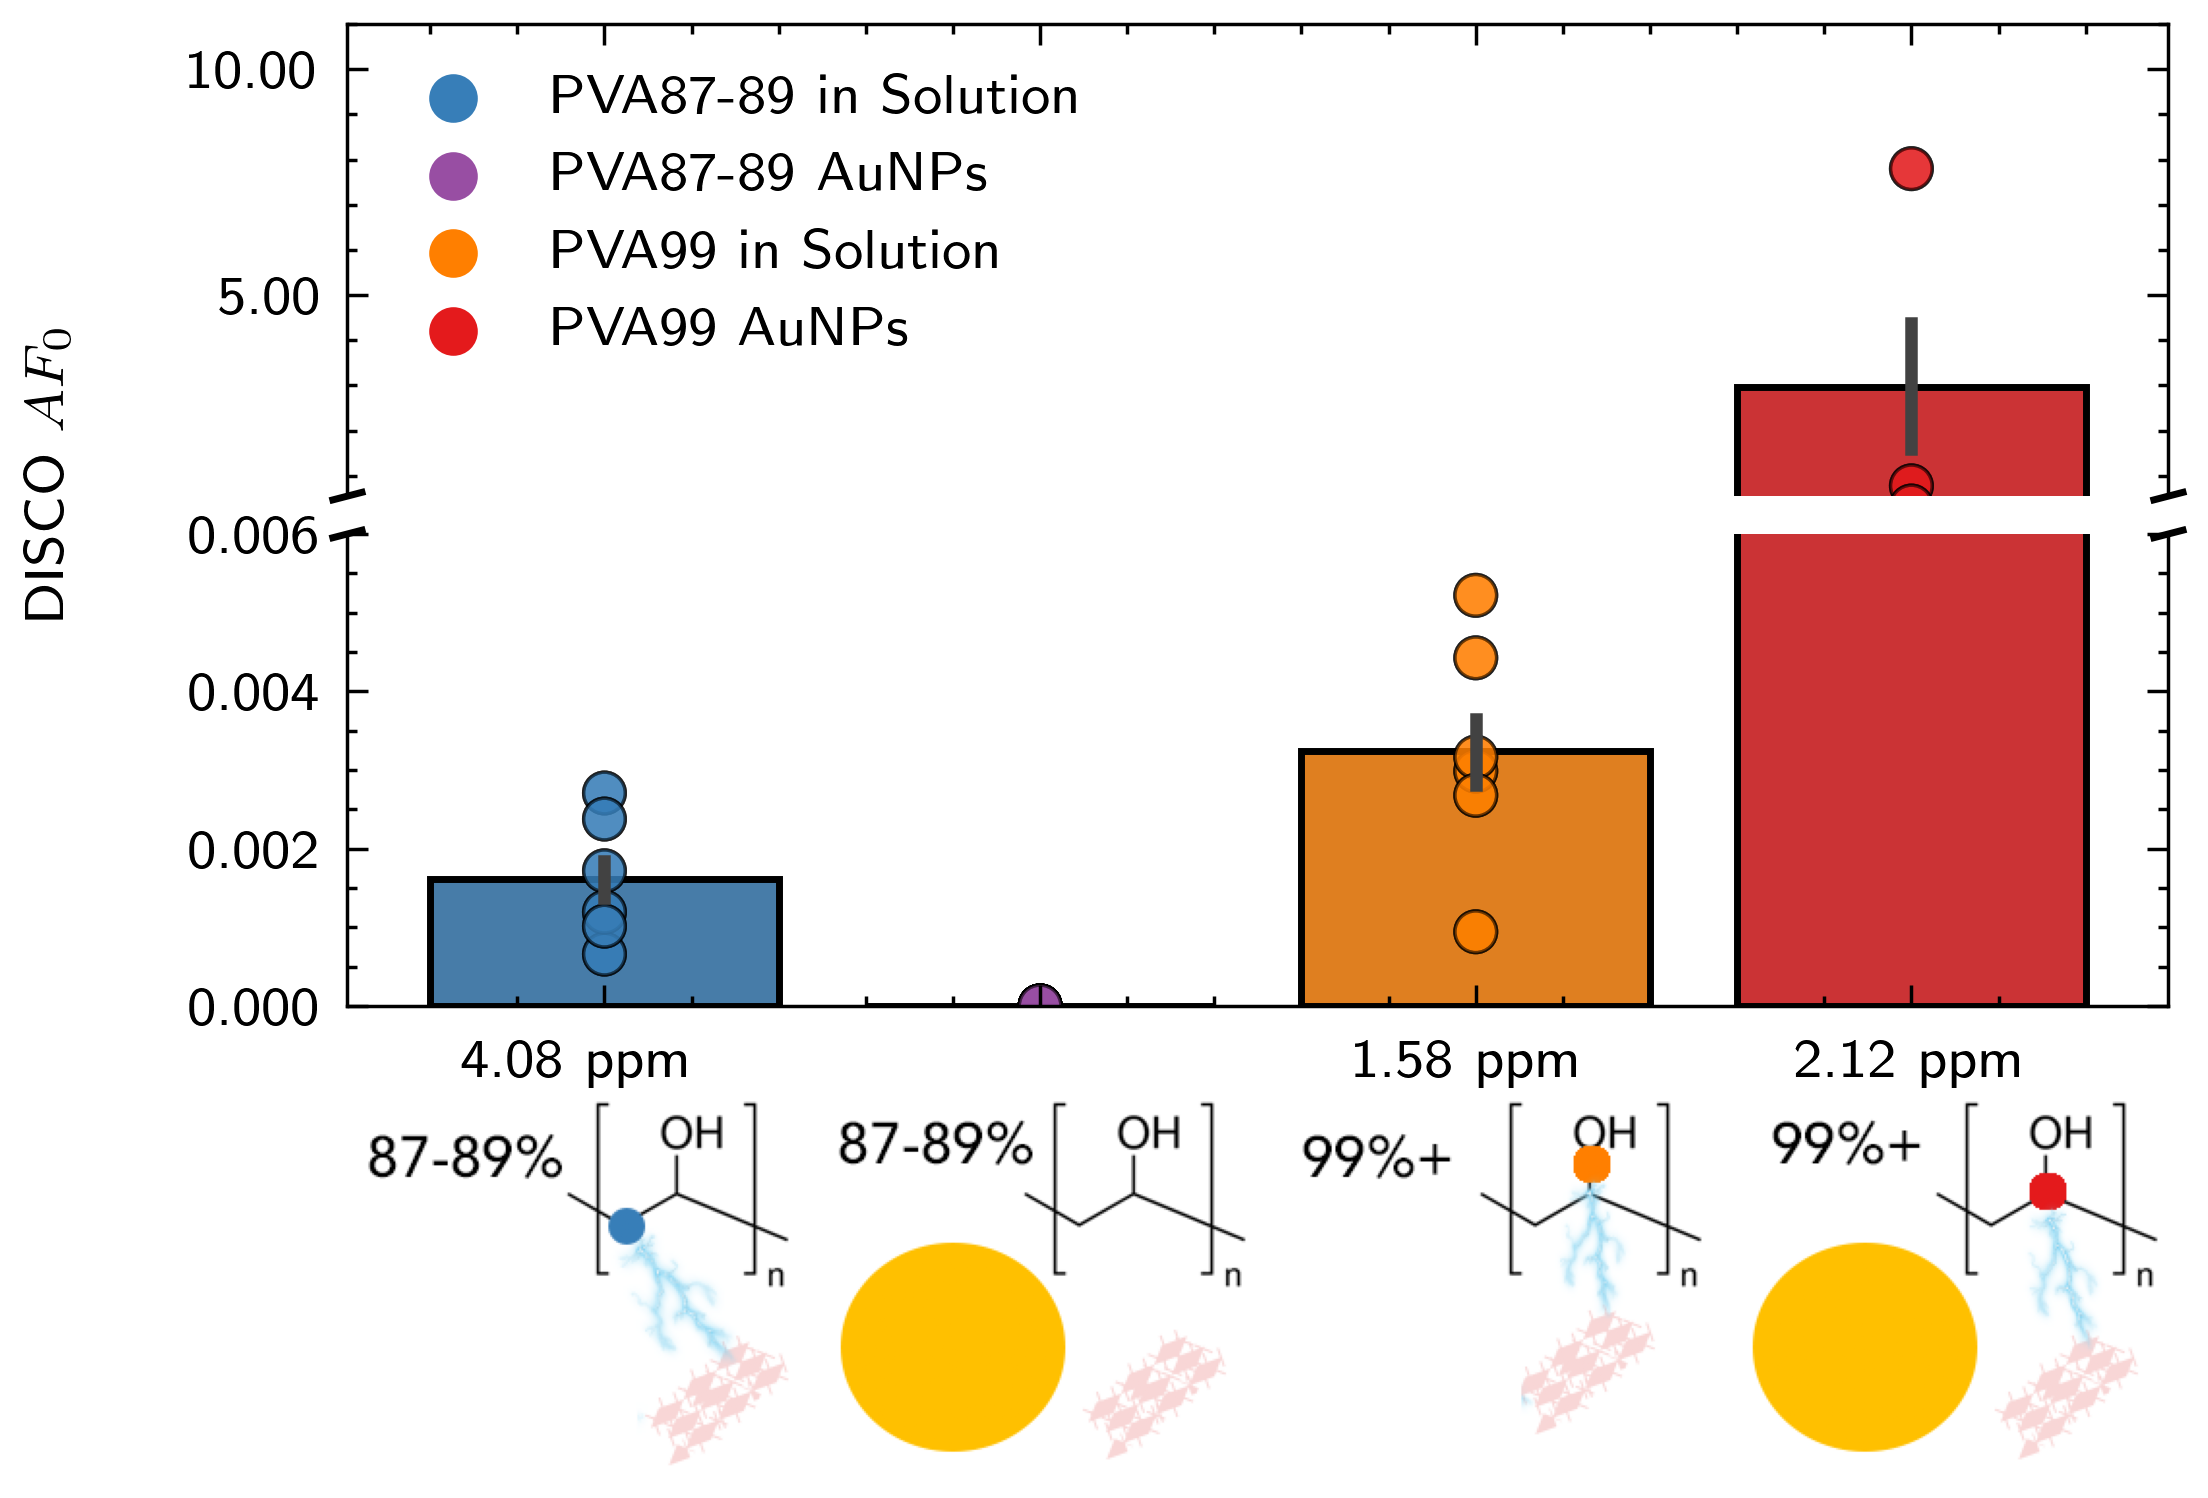 10.00
5.00
0.006
0.004
0.002
0.000
DISCO AF₀
PVA87-89 in Solution
PVA87-89 AuNPs
PVA99 in Solution
PVA99 AuNPs
4.08 ppm
1.58 ppm
2.12 ppm
87-89%
OH
n
87-89%
OH
n
99%+
OH
n
99%+
OH
n